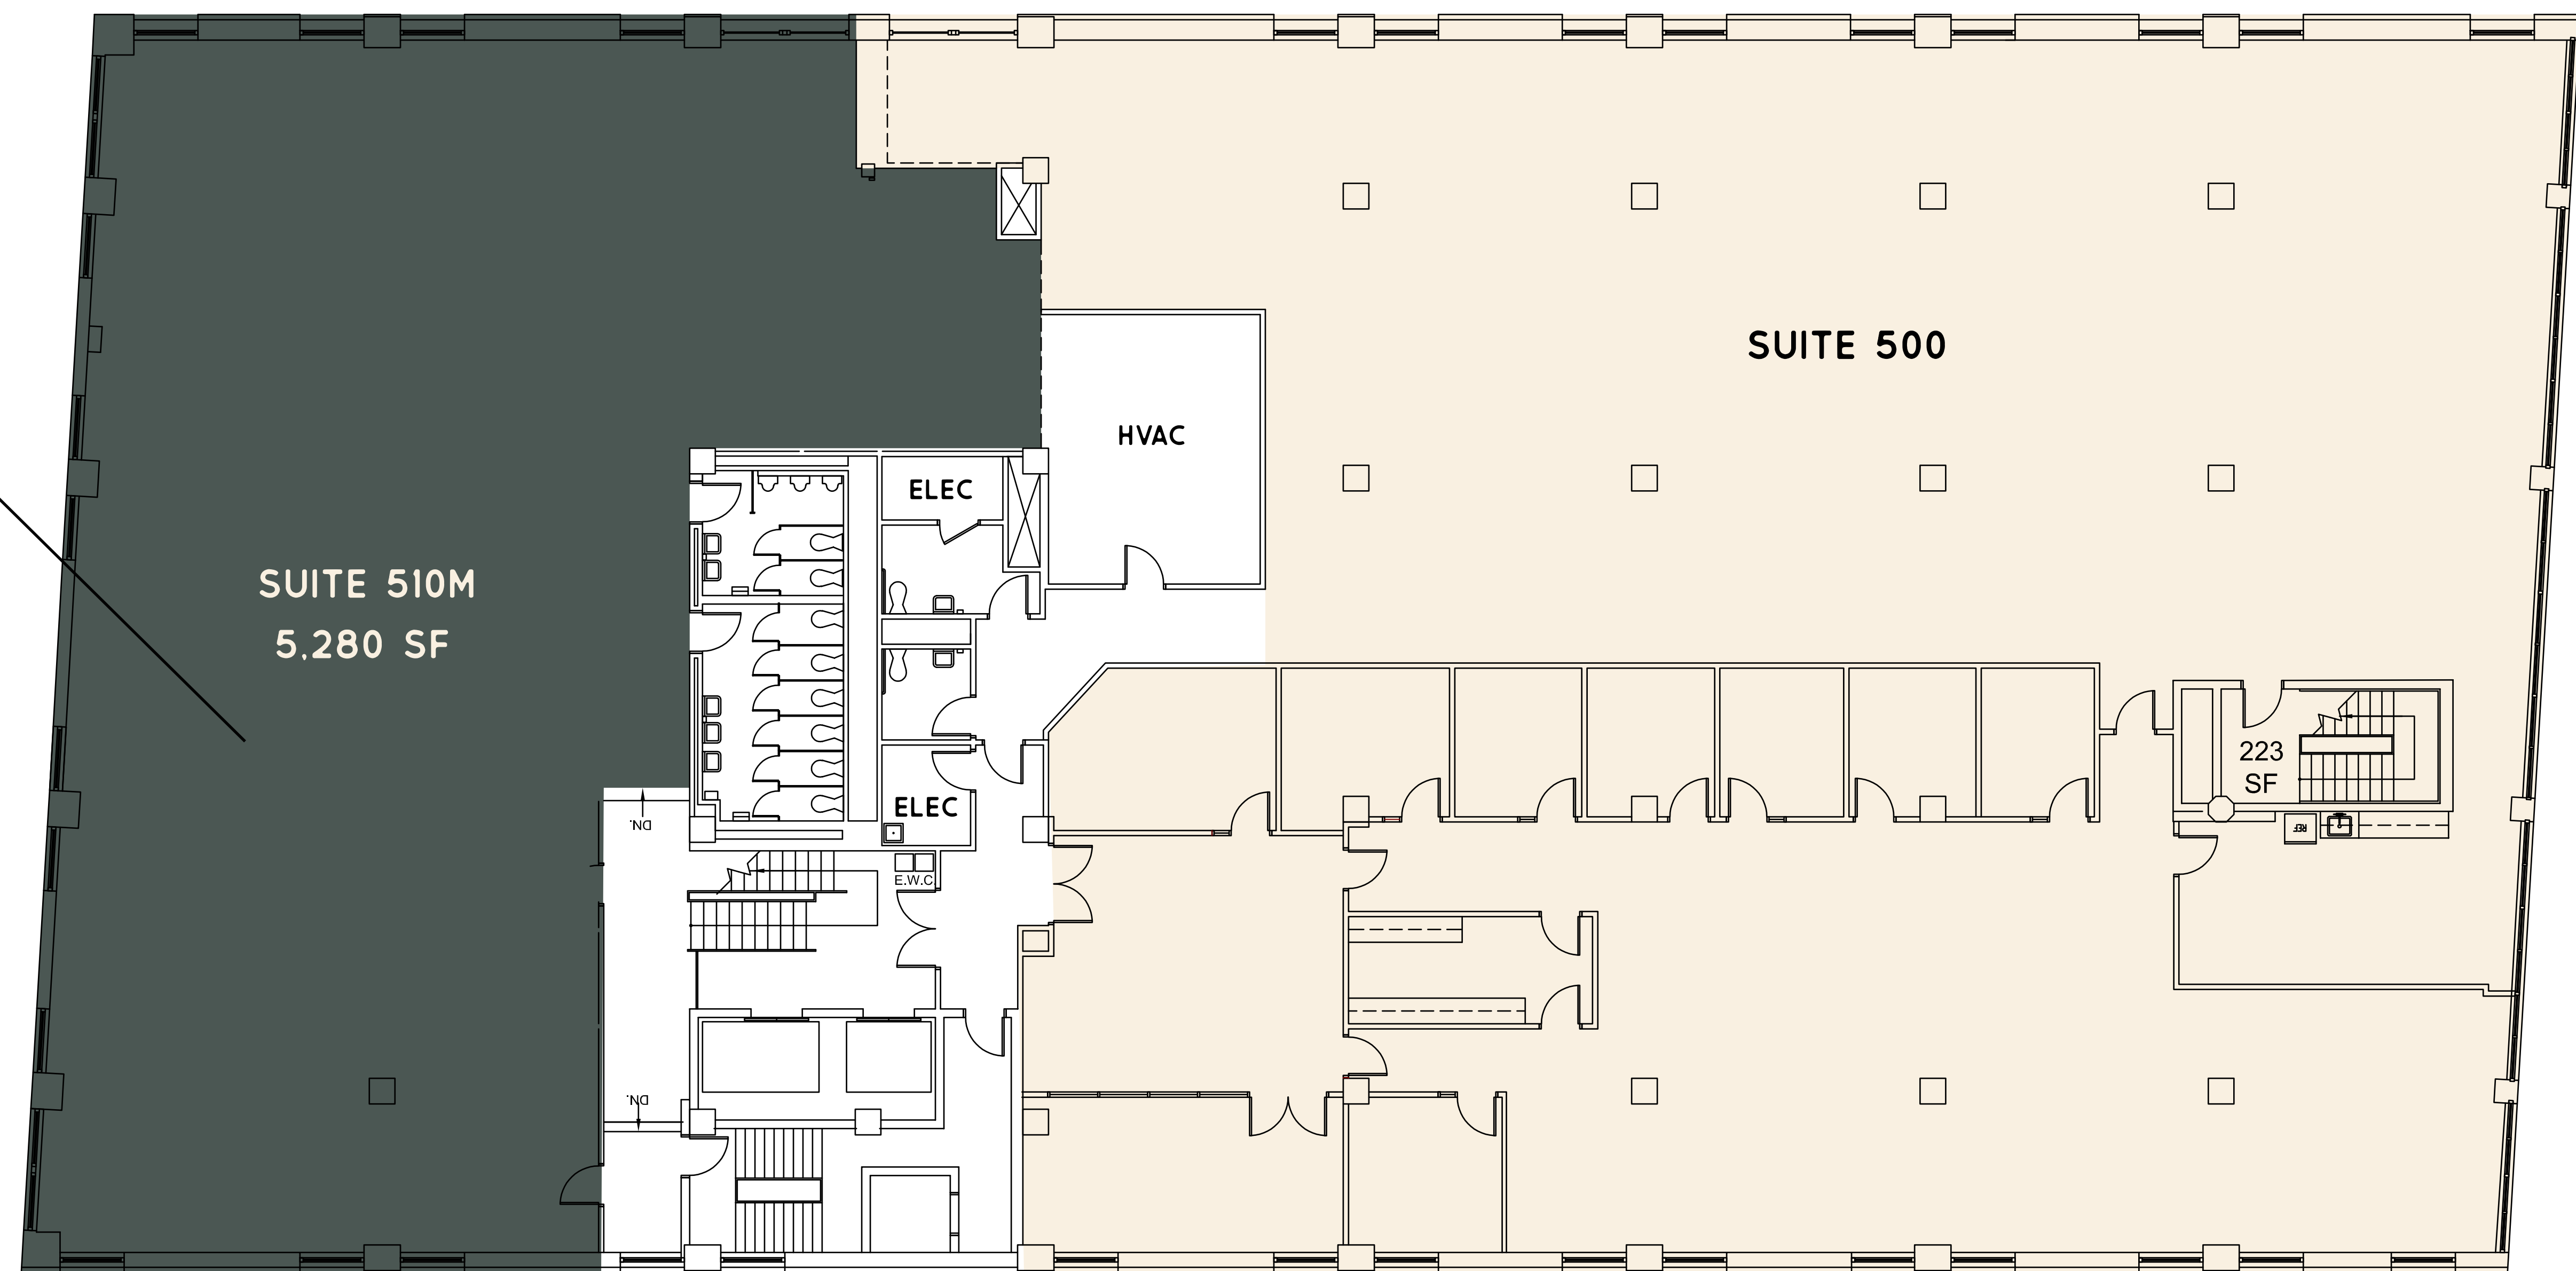 SUITE 500
HVAC
ELEC
SUITE 510M
5,280 SF
223
SF
ELEC
DN.
REF
E.W.C.
DN.